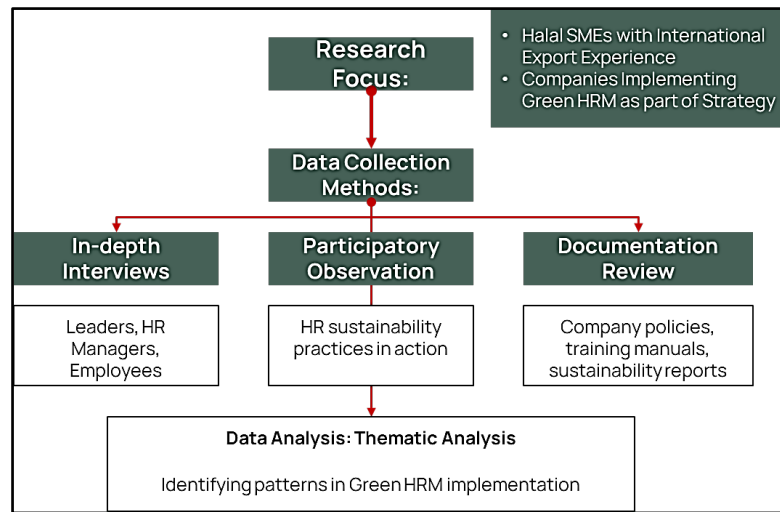 Research
Focus:
• Halal SMEs with International
Export Experience
• Companies Implementing
Green HRM as part of Strategy
Data Collection
Methods:
In-depth
Interviews
Participatory
Observation
Documentation
Review
Leaders, HR
Managers,
Employees
HR sustainability
practices in action
Company policies,
training manuals,
sustainability reports
Data Analysis: Thematic Analysis
Identifying patterns in Green HRM implementation